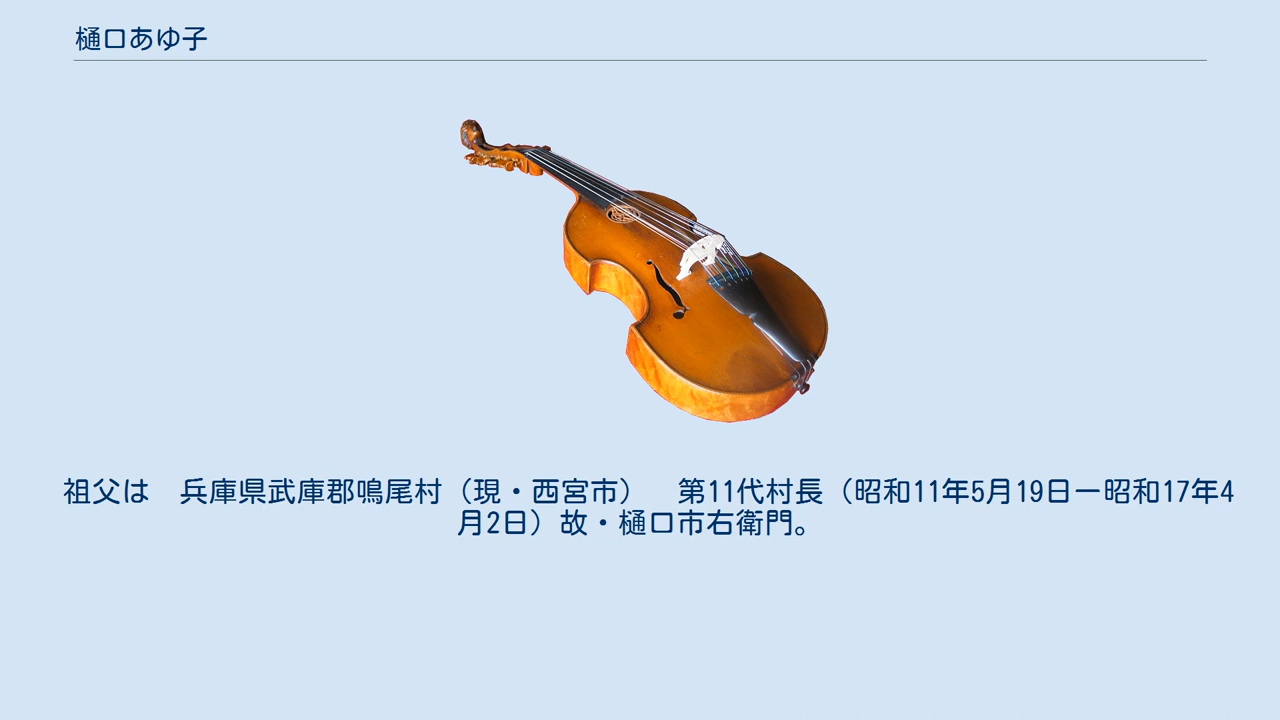 樋口あゆ子
祖父は　兵庫県武庫郡鳴尾村（現・西宮市）　第11代村長（昭和11年5月19日ー昭和17年4
月2日）故・樋口市右衛門。